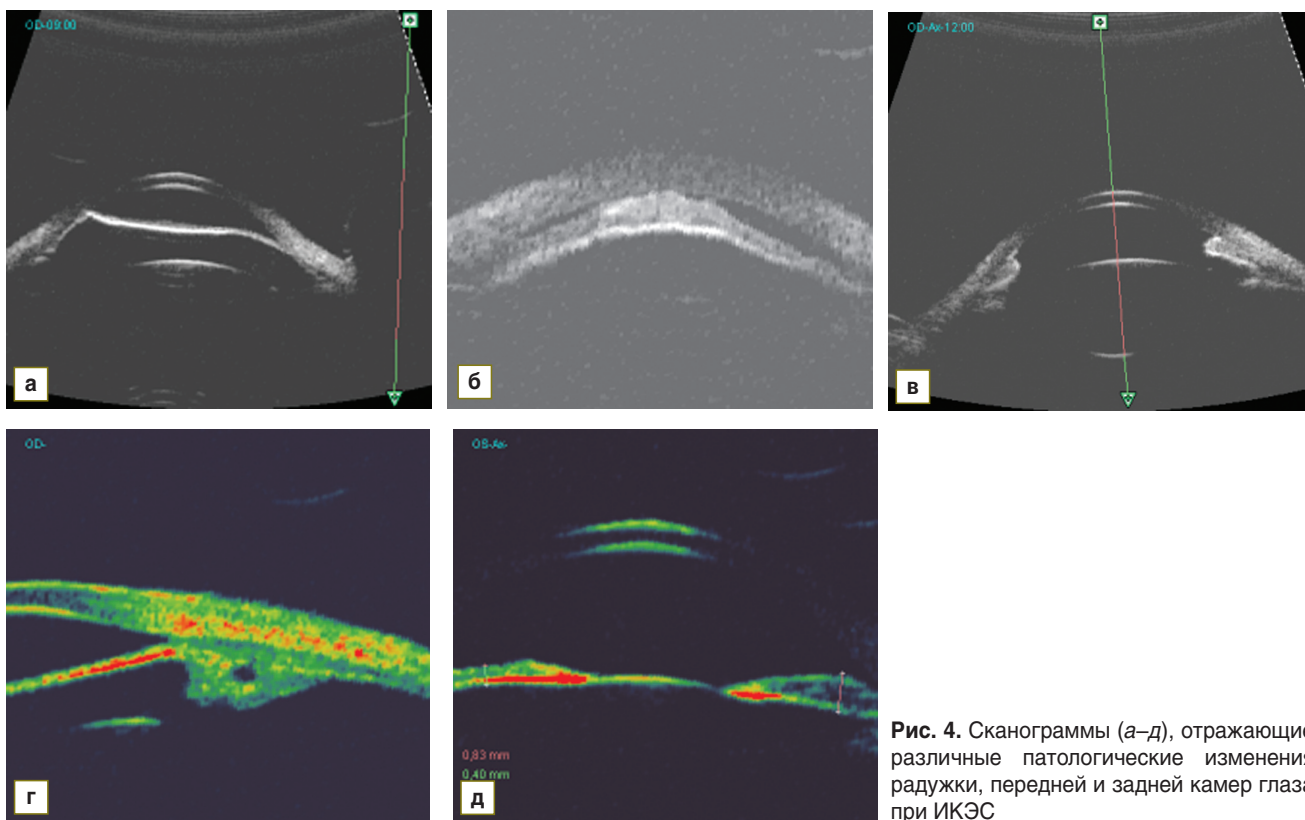 OD-09:00
OD-Ax-12:00
а
б
в
OD-
OS-Ax-
0,83 mm
0,40 mm
г
д
Рис. 4. Сканограммы (а–д), отражающие
различные патологические изменения
радужки, передней и задней камер глаза
при ИКЭС